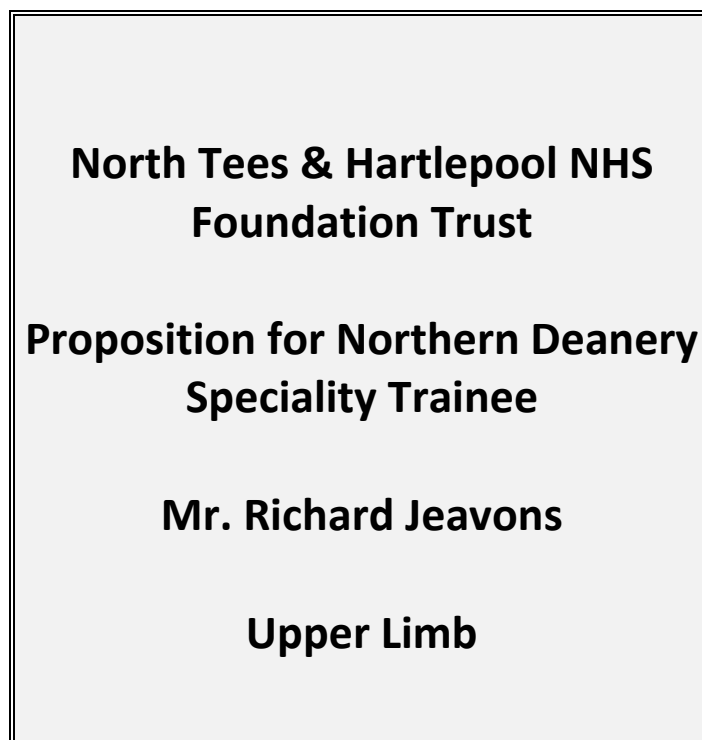 North Tees & Hartlepool NHS
Foundation Trust
Proposition for Northern Deanery
Speciality Trainee
Mr. Richard Jeavons
Upper Limb